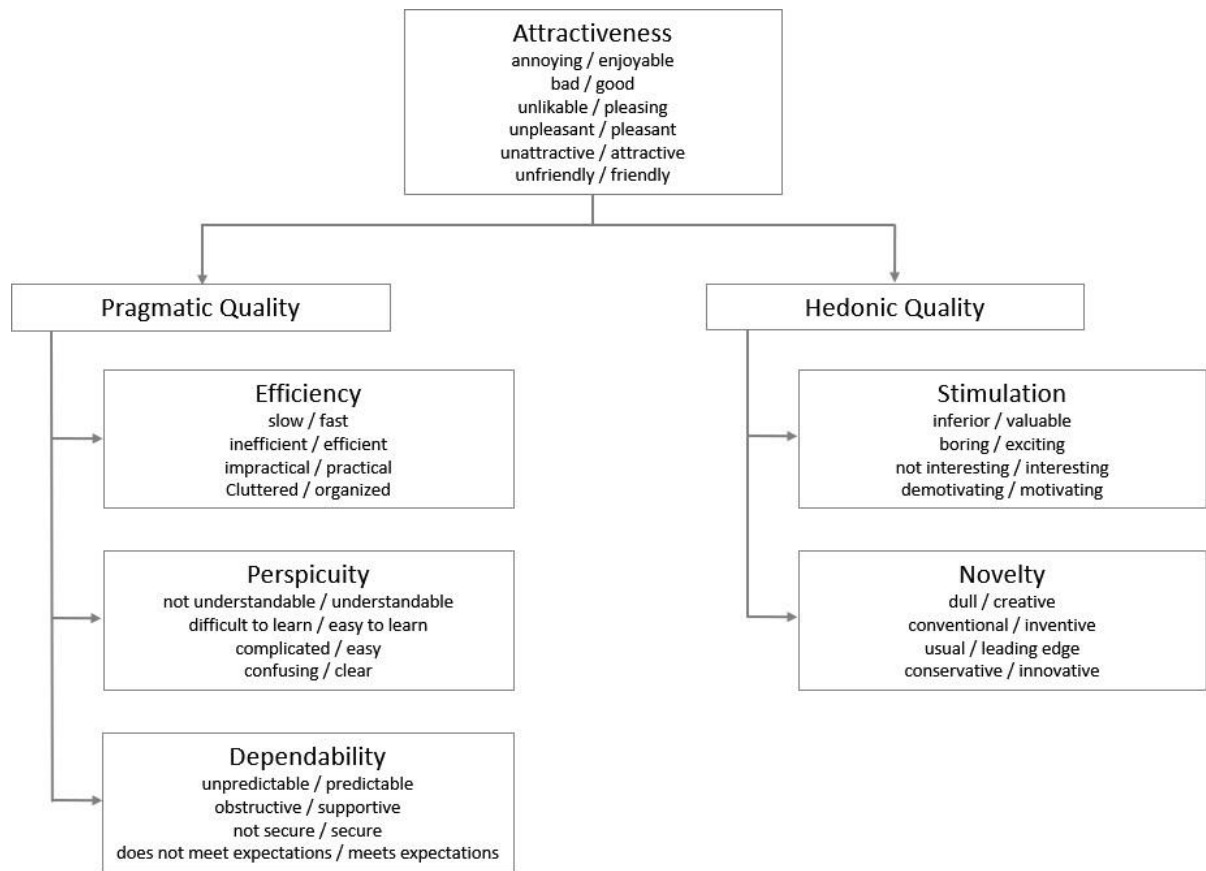 Attractiveness
annoying / enjoyable
bad / good
unlikable / pleasing
unpleasant / pleasant
unattractive / attractive
unfriendly / friendly
Pragmatic Quality
Efficiency
slow / fast
inefficient / efficient
impractical / practical
Cluttered / organized
Perspicuity
not understandable / understandable
difficult to learn / easy to learn
complicated / easy
confusing / clear
Dependability
unpredictable / predictable
obstructive / supportive
not secure / secure
does not meet expectations / meets expectations
Hedonic Quality
Stimulation
inferior / valuable
boring / exciting
not interesting / interesting
demotivating / motivating
Novelty
dull / creative
conventional / inventive
usual / leading edge
conservative / innovative